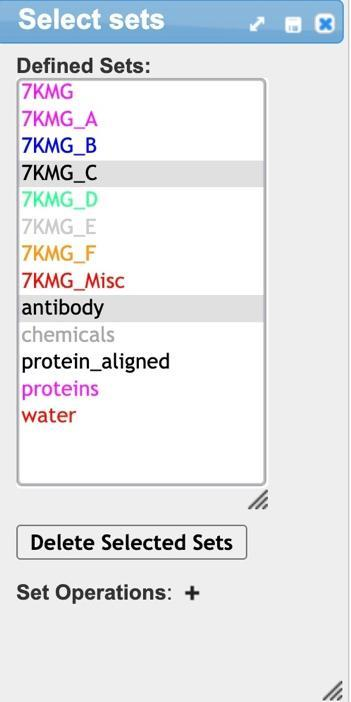 Select sets
Defined Sets:
7KMG
7KMG_A
7KMG_B
7KMG_C
7KMG_D
7KMG_E
7KMG_F
7KMG_Misc
antibody
chemicals
protein_aligned
proteins
water
Delete Selected Sets
Set Operations: +